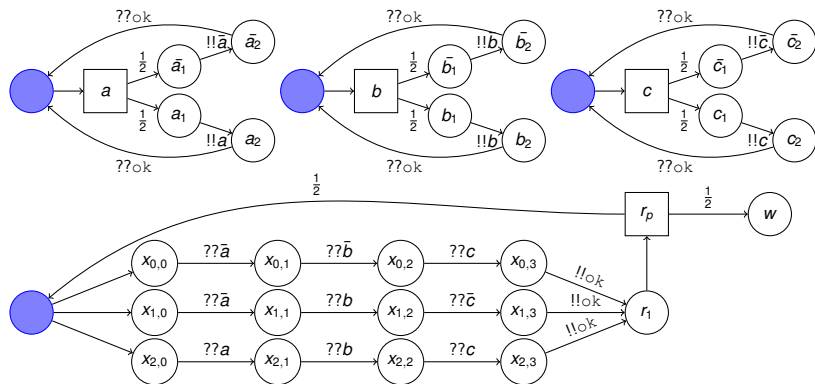 ??ok ??ok ??ok
a 1/2 ā₁ !!ā ā₂ 1/2 a₁ !!a a₂
b 1/2 b̄₁ !!b̄ b̄₂ 1/2 b₁ !!b b₂
c 1/2 c̄₁ !!c̄ c̄₂ 1/2 c₁ !!c c₂
??ok ??ok ??ok
1/2 r_p 1/2 w
x₀,₀ ??ā x₀,₁ ??b̄ x₀,₂ ??c x₀,₃ !!ok
x₁,₀ ??ā x₁,₁ ??b x₁,₂ ??c̄ x₁,₃ !!ok r₁
x₂,₀ ??a x₂,₁ ??b x₂,₂ ??c x₂,₃ !!ok